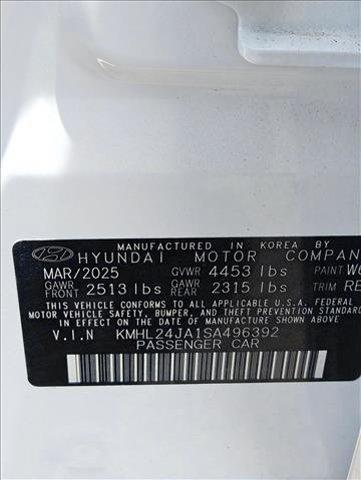 MANUFACTURED IN KOREA BY
HYUNDAI MOTOR COMPAN
MAR/2025 GVWR 4453 lbs PAINT W
GAWR FRONT 2513 lbs GAWR REAR 2315 lbs TRIM RE
THIS VEHICLE CONFORMS TO ALL APPLICABLE U.S.A. FEDERAL
MOTOR VEHICLE SAFETY, BUMPER, AND THEFT PREVENTION STANDARD
IN EFFECT ON THE DATE OF MANUFACTURE SHOWN ABOVE.
V.I.N KMHL24JA1SA496392
PASSENGER CAR